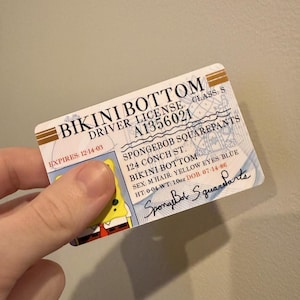 BIKINI BOTTOM
DRIVER LICENSE CLASS: S
A1356021
EXPIRES: 12-14-03
SPONGEBOB SQUAREPANTS
124 CONCH ST.
BIKINI BOTTOM
SEX: M HAIR: YELLOW EYES: BLUE
HT: 0-04 WT: 1oz DOB: 07-14-86
SpongeBob SquarePants